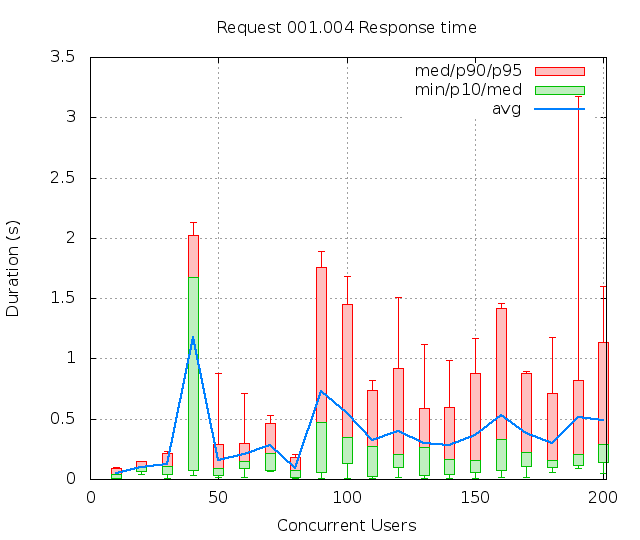 Request 001.004 Response time
3.5
3
2.5
2
1.5
1
0.5
0
0 50 100 150 200
Duration (s)
Concurrent Users
med/p90/p95
min/p10/med
avg